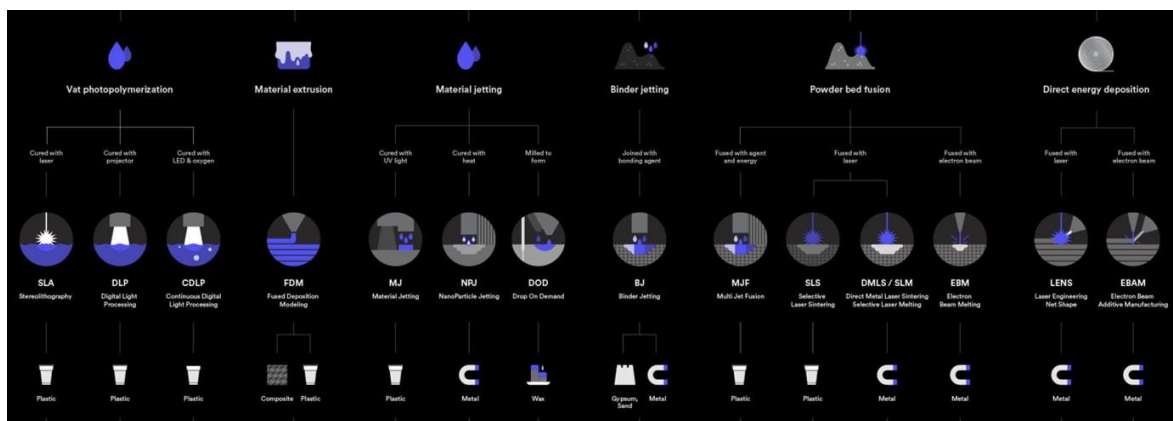 Vat photopolymerization
Material extrusion
Material jetting
Binder jetting
Powder bed fusion
Direct energy deposition
Cured with
laser
Cured with
projector
Cured with
LED & oxygen
Cured with
UV light
Cured with
heat
Milled to
form
Joined with
bonding agent
Fused with agent
and energy
Fused with
laser
Fused with
electron beam
Fused with
laser
Fused with
electron beam
SLA
Stereolithography
DLP
Digital Light
Processing
CDLP
Continuous Digital
Light Processing
FDM
Fused Deposition
Modeling
MJ
Material Jetting
NPJ
NanoParticle Jetting
DOD
Drop On Demand
BJ
Binder Jetting
MJF
Multi Jet Fusion
SLS
Selective
Laser Sintering
DMLS / SLM
Direct Metal Laser Sintering
Selective Laser Melting
EBM
Electron
Beam Melting
LENS
Laser Engineering
Net Shape
EBAM
Electron Beam
Additive Manufacturing
Plastic
Plastic
Plastic
Composite
Plastic
Plastic
Metal
Wax
Gypsum,
Sand
Metal
Plastic
Plastic
Metal
Metal
Metal
Metal